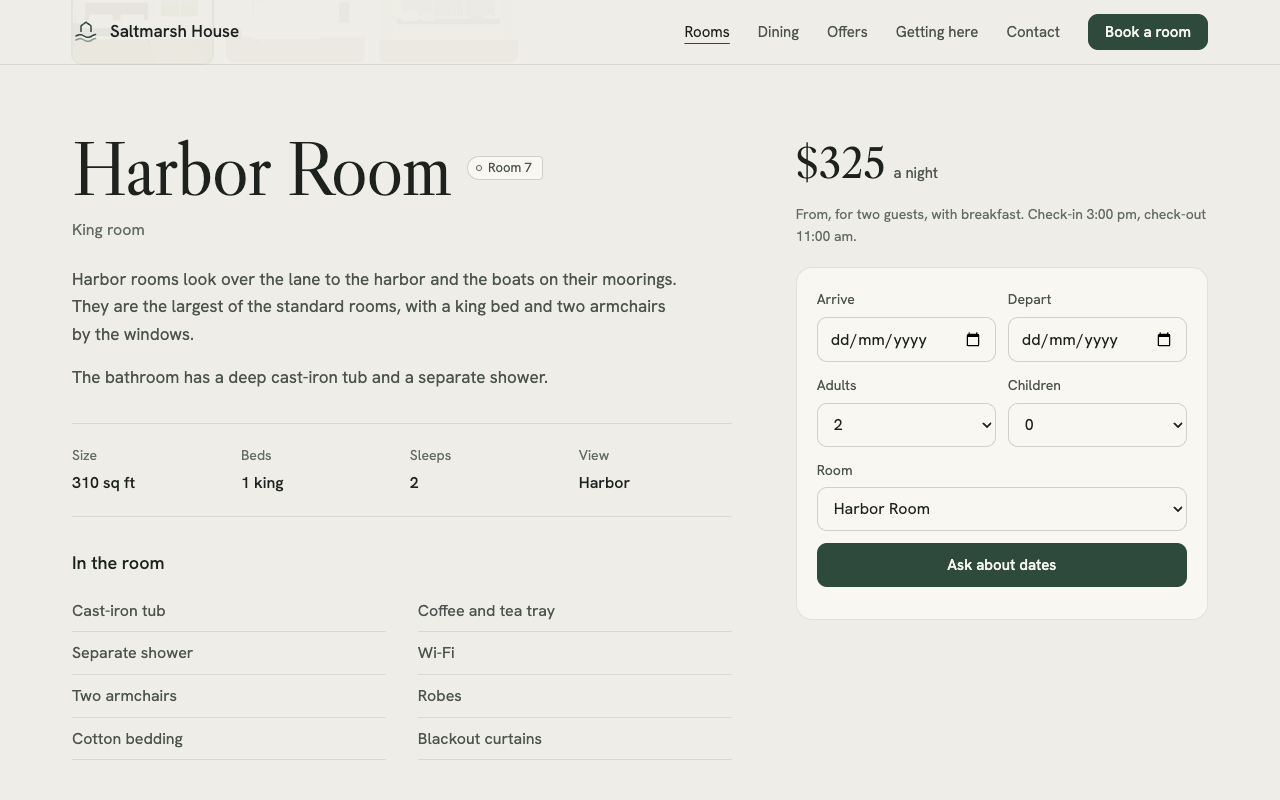 Saltmarsh House
Rooms
Dining
Offers
Getting here
Contact
Book a room
Harbor Room
Room 7
King room
Harbor rooms look over the lane to the harbor and the boats on their moorings.
They are the largest of the standard rooms, with a king bed and two armchairs
by the windows.
The bathroom has a deep cast-iron tub and a separate shower.
Size
Beds
Sleeps
View
310 sq ft
1 king
2
Harbor
In the room
Cast-iron tub
Coffee and tea tray
Separate shower
Wi-Fi
Two armchairs
Robes
Cotton bedding
Blackout curtains
$325 a night
From, for two guests, with breakfast. Check-in 3:00 pm, check-out
11:00 am.
Arrive
Depart
dd/mm/yyyy
dd/mm/yyyy
Adults
Children
2
0
Room
Harbor Room
Ask about dates